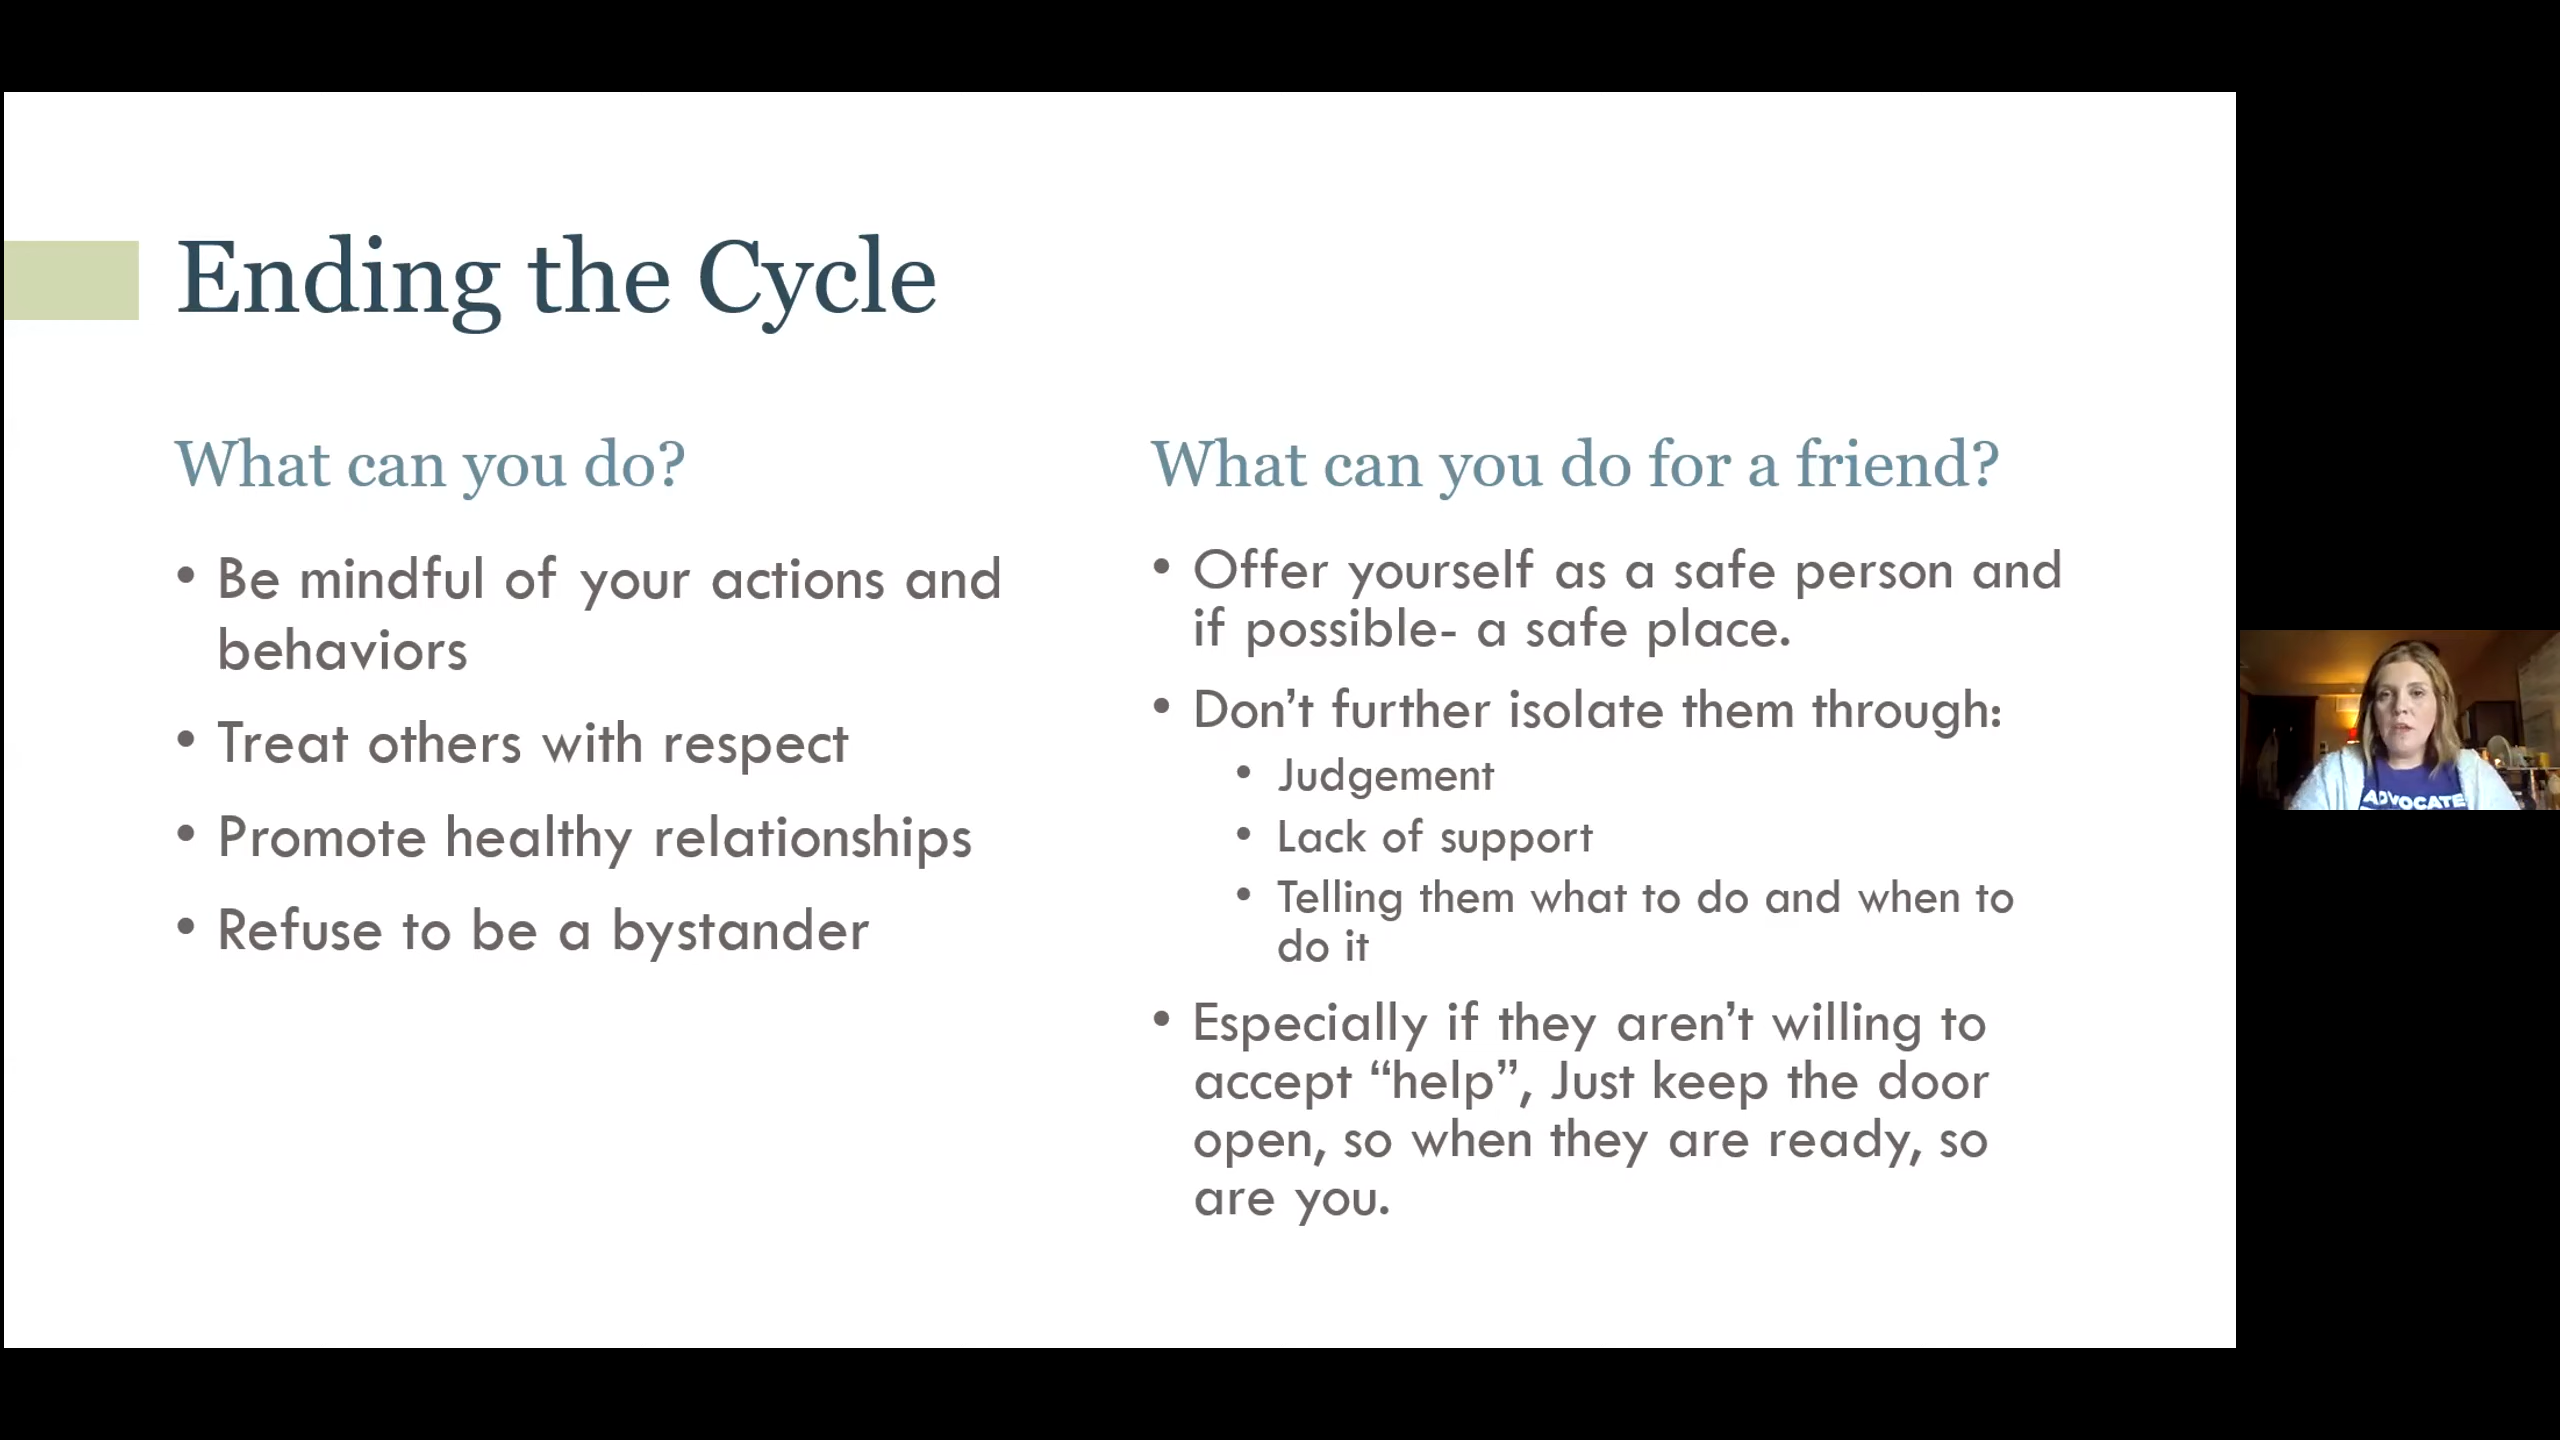 Ending the Cycle
What can you do?
• Be mindful of your actions and
behaviors
• Treat others with respect
• Promote healthy relationships
• Refuse to be a bystander
What can you do for a friend?
• Offer yourself as a safe person and
if possible- a safe place.
• Don’t further isolate them through:
• Judgement
• Lack of support
• Telling them what to do and when to
do it
• Especially if they aren’t willing to
accept “help”, Just keep the door
open, so when they are ready, so
are you.
ADVOCATE